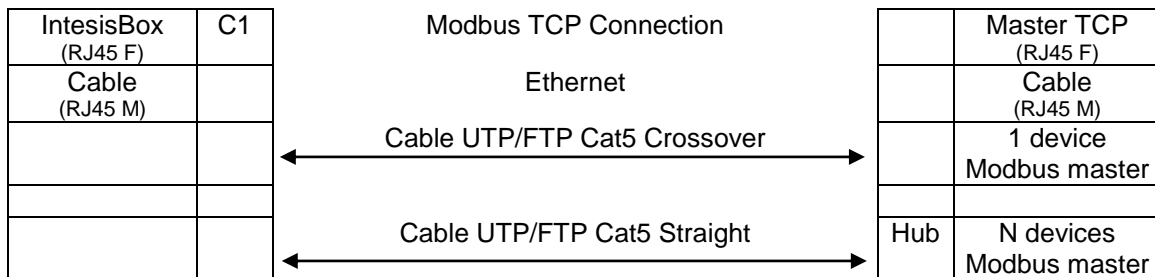 IntesisBox C1 Modbus TCP Connection Master TCP
(RJ45 F) (RJ45 F)
Cable Ethernet Cable
(RJ45 M) (RJ45 M)
Cable UTP/FTP Cat5 Crossover 1 device
Modbus master
Cable UTP/FTP Cat5 Straight Hub N devices
Modbus master